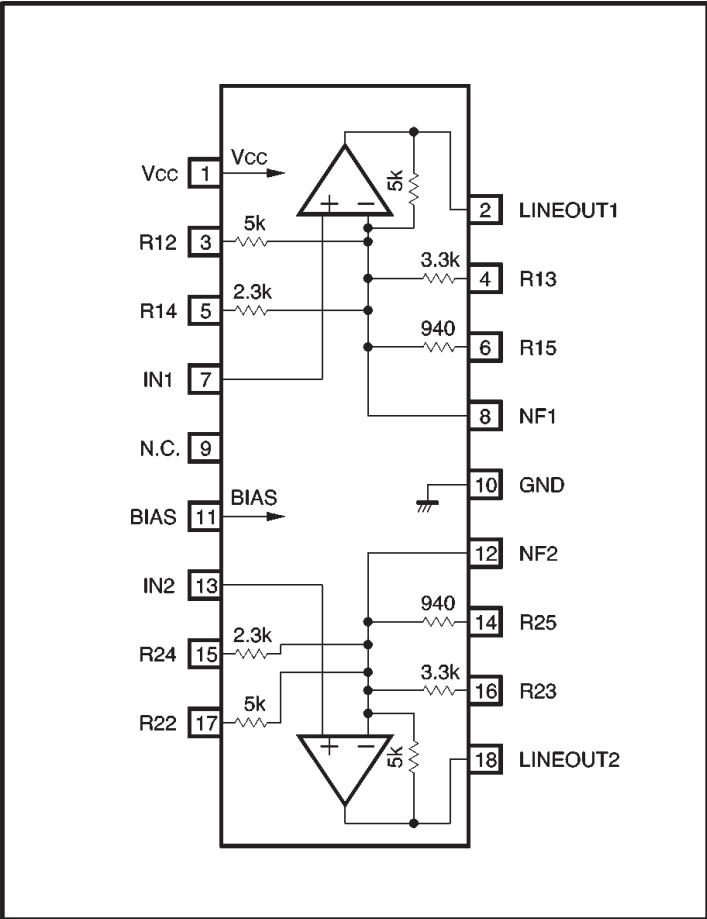 VCC 1 VCC
5k
2 LINEOUT1
R12 3 5k
3.3k 4 R13
R14 5 2.3k
940 6 R15
IN1 7
8 NF1
N.C. 9
10 GND
BIAS 11 BIAS
12 NF2
IN2 13
940 14 R25
R24 15 2.3k
3.3k 16 R23
R22 17 5k
5k
18 LINEOUT2